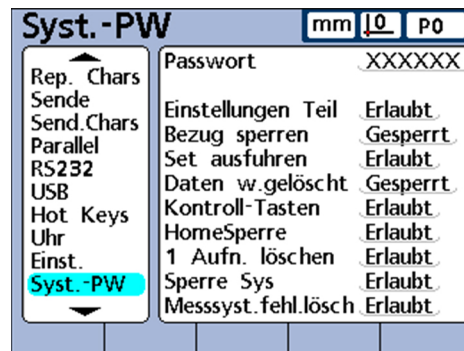 Syst.-PW
mm 0 P0
Rep. Chars
Sende
Send.Chars
Parallel
RS232
USB
Hot Keys
Uhr
Einst.
Syst.-PW
Passwort XXXXXX
Einstellungen Teil Erlaubt
Bezug sperren Gesperrt
Set ausfuhren Erlaubt
Daten w.gelöscht Gesperrt
Kontroll-Tasten Erlaubt
HomeSperre Erlaubt
1 Aufn. löschen Erlaubt
Sperre Sys Erlaubt
Messsyst.fehl.lösch Erlaubt